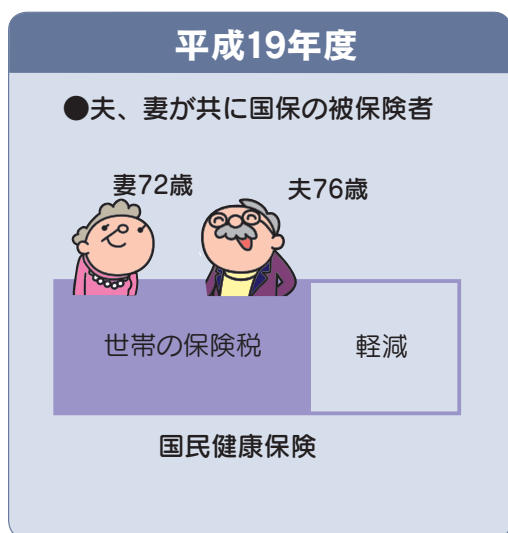 平成19年度
●夫、妻が共に国保の被保険者
妻72歳
夫76歳
世帯の保険税
軽減
国民健康保険